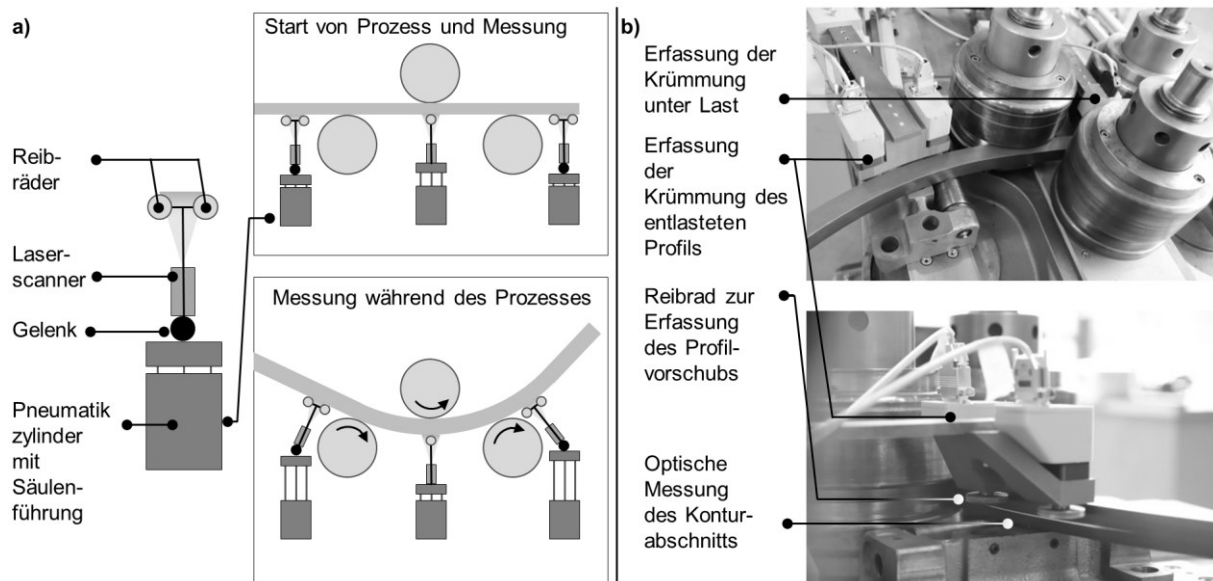 a)
Start von Prozess und Messung
Reib-
räder
Laser-
scanner
Gelenk
Pneumatik
zylinder
mit
Säulen-
führung
Messung während des Prozesses
b)
Erfassung der
Krümmung
unter Last
Erfassung
der
Krümmung des
entlasteten
Profils
Reibrad zur
Erfassung
des Profil-
vorschubs
Optische
Messung
des Kontur-
abschnitts